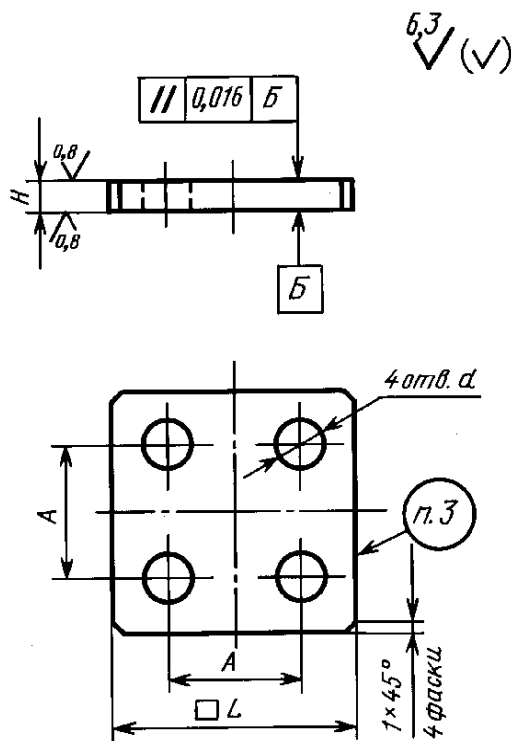 6,3
(√)
// 0,016 Б
0,8
H
0,8
Б
4 отв. d
A
п. 3
A
□ L
1×45°
4 фаски